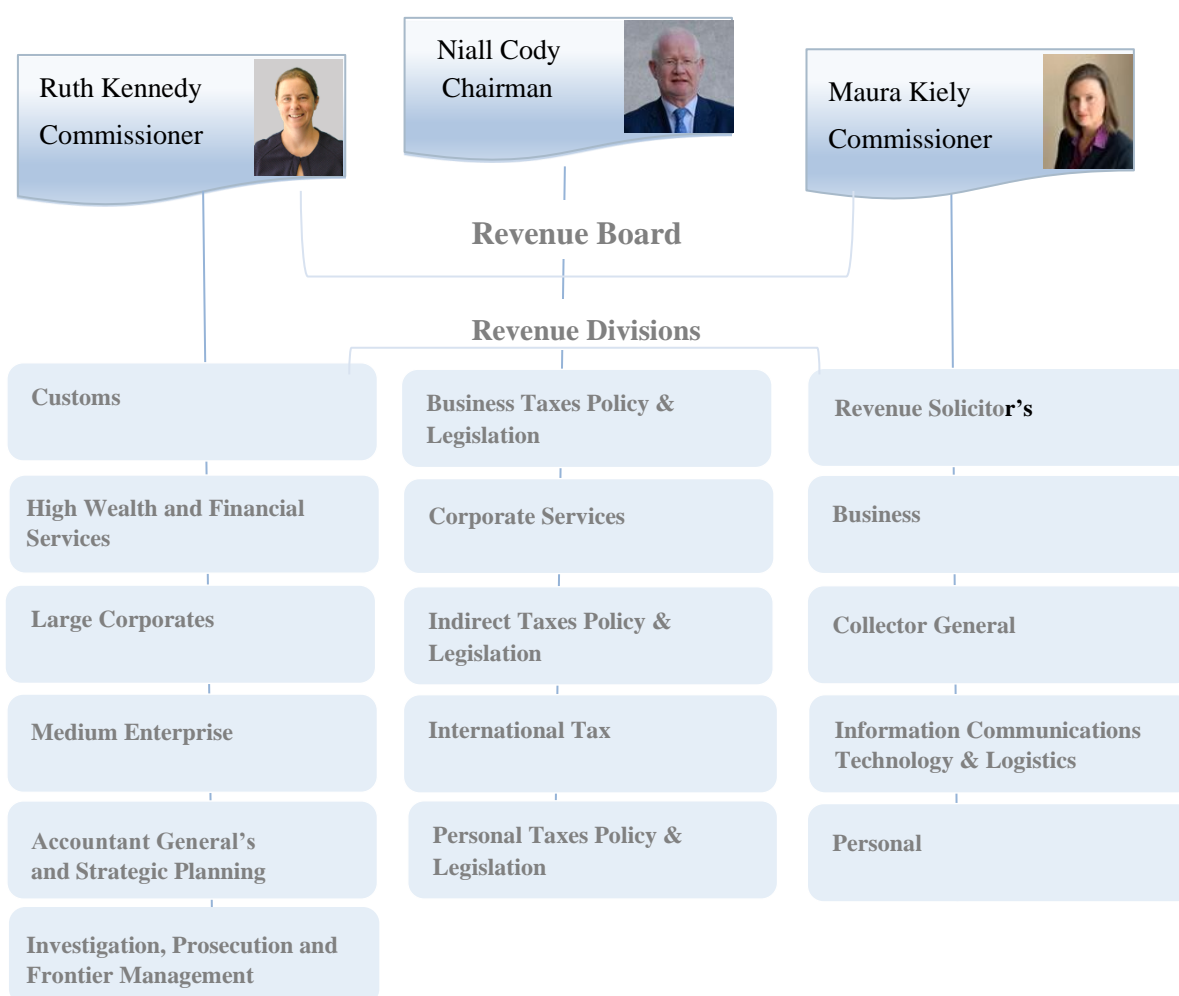 Ruth Kennedy
Commissioner
Niall Cody
Chairman
Maura Kiely
Commissioner
Revenue Board
Revenue Divisions
Customs
High Wealth and Financial
Services
Large Corporates
Medium Enterprise
Accountant General’s
and Strategic Planning
Investigation, Prosecution and
Frontier Management
Business Taxes Policy &
Legislation
Corporate Services
Indirect Taxes Policy &
Legislation
International Tax
Personal Taxes Policy &
Legislation
Revenue Solicitor’s
Business
Collector General
Information Communications
Technology & Logistics
Personal